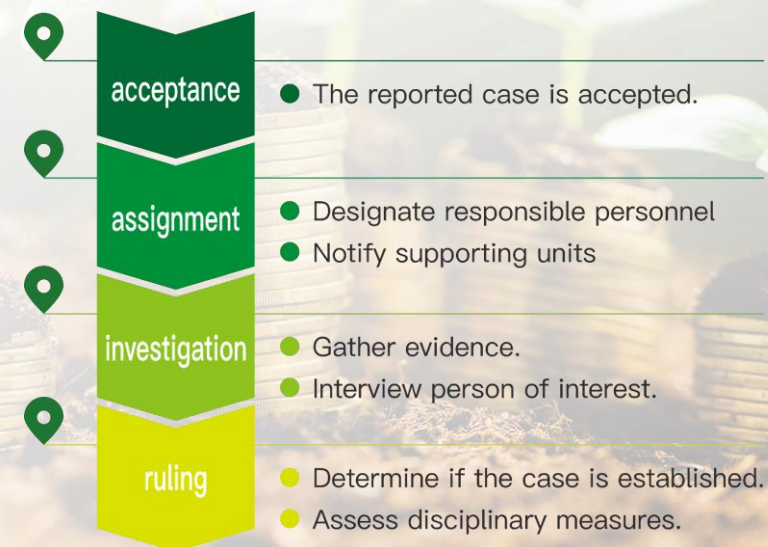 acceptance
The reported case is accepted.
assignment
Designate responsible personnel
Notify supporting units
investigation
Gather evidence.
Interview person of interest.
ruling
Determine if the case is established.
Assess disciplinary measures.